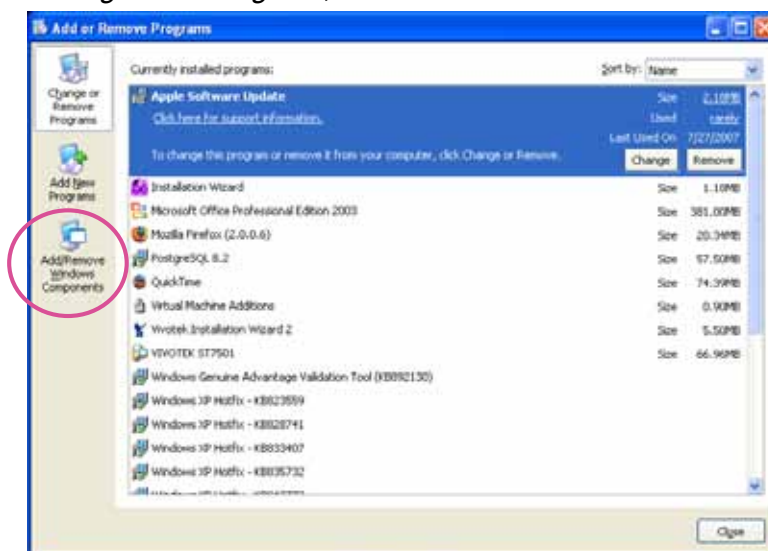 Add or Remove Programs
Change or Remove Programs
Add New Programs
Add/Remove Windows Components
Currently installed programs:
Sort by: Name
Apple Software Update Size 2.18MB
Click here for support information. Used rarely
Last Used On 7/27/2007
To change this program or remove it from your computer, click Change or Remove. Change Remove
Installation Wizard Size 1.10MB
Microsoft Office Professional Edition 2003 Size 381.00MB
Mozilla Firefox (2.0.0.6) Size 20.34MB
PostgreSQL 8.2 Size 57.50MB
QuickTime Size 74.39MB
Virtual Machine Additions Size 0.90MB
Vivotek Installation Wizard 2 Size 5.50MB
VIVOTEK ST7501 Size 66.96MB
Windows Genuine Advantage Validation Tool (KB892130)
Windows XP Hotfix - KB823559
Windows XP Hotfix - KB828741
Windows XP Hotfix - KB833407
Windows XP Hotfix - KB835732
Close